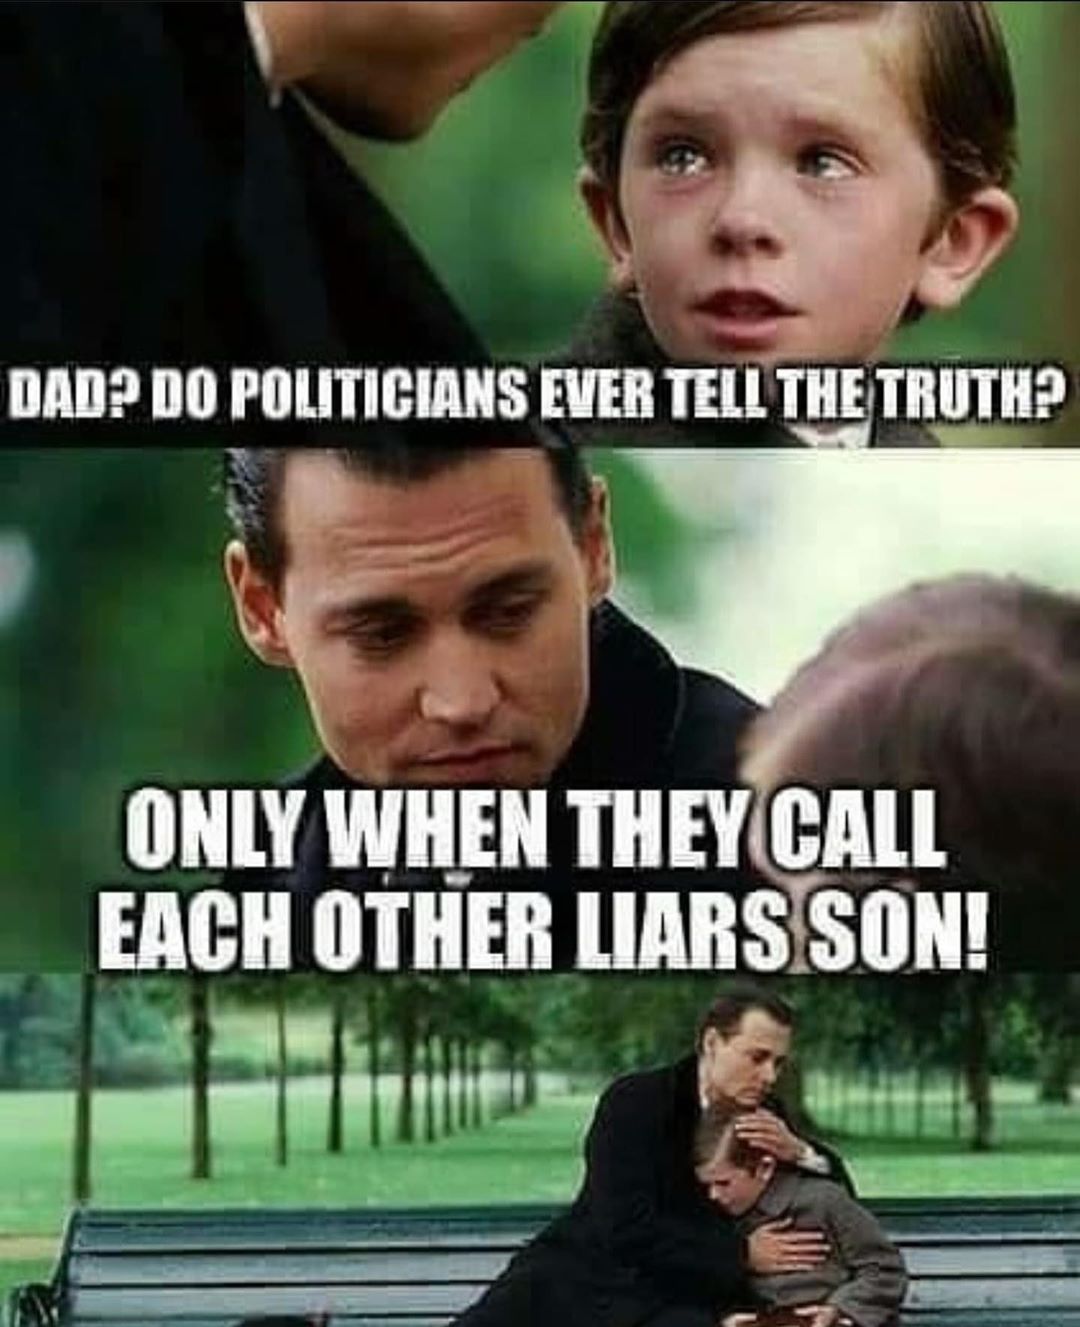 DAD? DO POLITICIANS EVER TELL THE TRUTH?
ONLY WHEN THEY CALL
EACH OTHER LIARS SON!